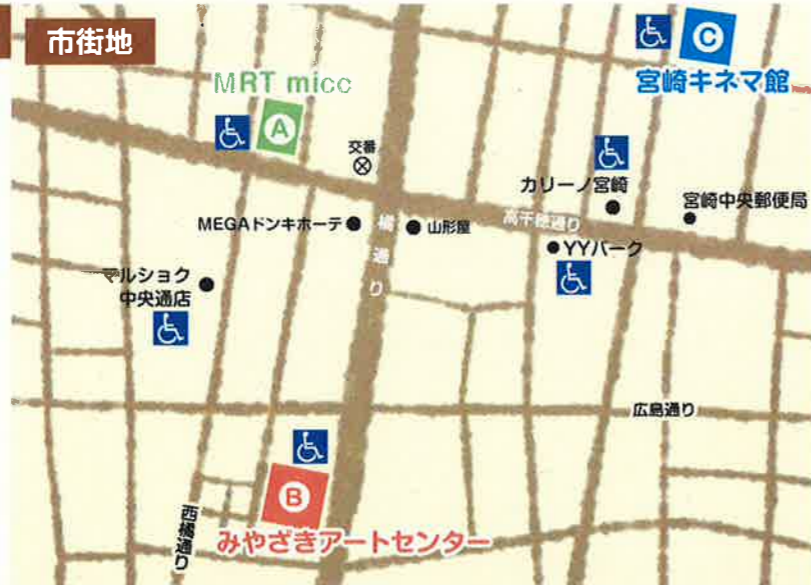 市街地
C
宮崎キネマ館
MRT micc
A
交番
カリーノ宮崎
宮崎中央郵便局
MEGAドンキホーテ
山形屋
高千穂通り
橘通り
YYパーク
マルショク
中央通店
広島通り
B
みやざきアートセンター
西橘通り